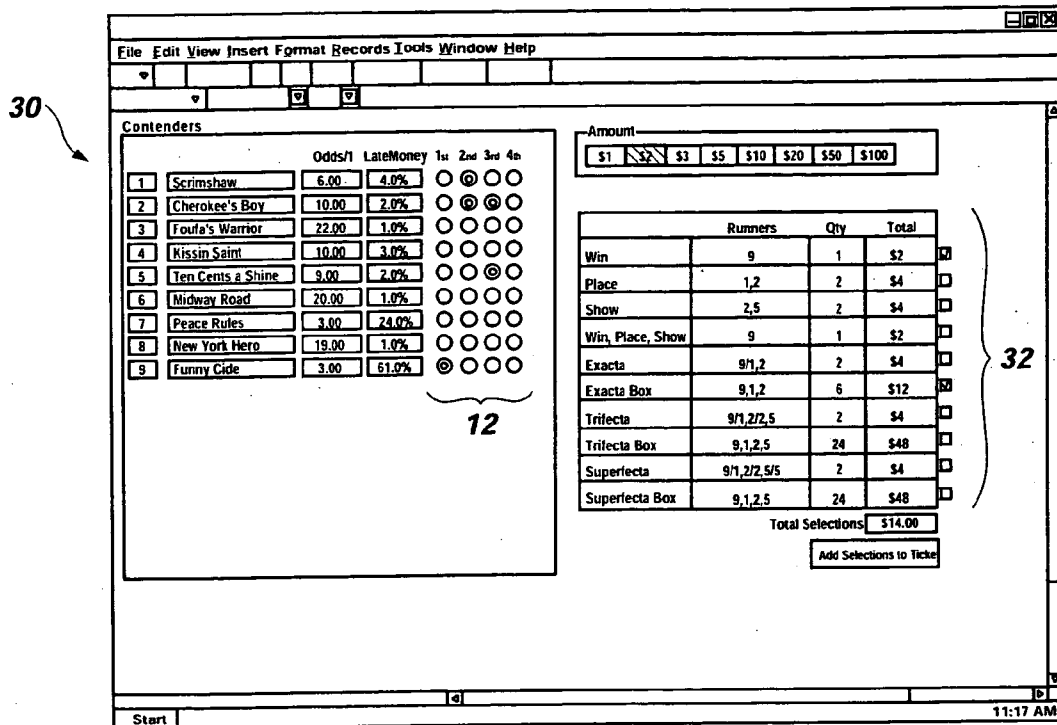 File Edit View Insert Format Records Tools Window Help
30
Contenders
Odds/1 LateMoney 1st 2nd 3rd 4th
1 Scrimshaw 6.00 4.0%
2 Cherokee's Boy 10.00 2.0%
3 Foufa's Warrior 22.00 1.0%
4 Kissin Saint 10.00 3.0%
5 Ten Cents a Shine 9.00 2.0%
6 Midway Road 20.00 1.0%
7 Peace Rules 3.00 24.0%
8 New York Hero 19.00 1.0%
9 Funny Cide 3.00 61.0%
12
Amount
$1 $2 $3 $5 $10 $20 $50 $100
Runners Qty Total
Win 9 1 $2
Place 1,2 2 $4
Show 2,5 2 $4
Win, Place, Show 9 1 $2
Exacta 9/1,2 2 $4
Exacta Box 9,1,2 6 $12
Trifecta 9/1,2/2,5 2 $4
Trifecta Box 9,1,2,5 24 $48
Superfecta 9/1,2/2,5/5 2 $4
Superfecta Box 9,1,2,5 24 $48
32
Total Selections $14.00
Add Selections to Ticke
Start
11:17 AM